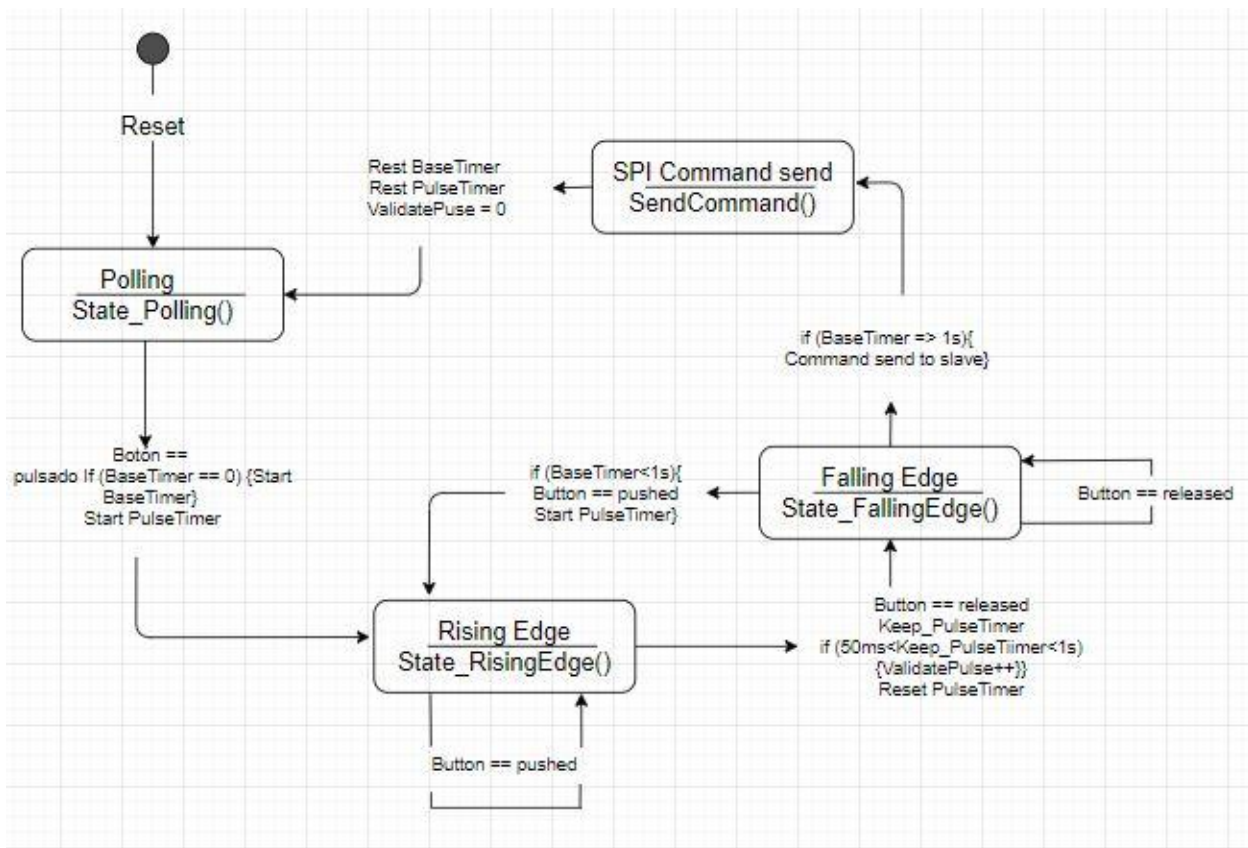 Reset
Rest BaseTimer
Rest PulseTimer
ValidatePuse = 0
SPI Command send
SendCommand()
Polling
State_Polling()
if (BaseTimer => 1s){
Command send to slave}
Botón ==
pulsado If (BaseTimer == 0) {Start
BaseTimer}
Start PulseTimer
if (BaseTimer<1s){
Button == pushed
Start PulseTimer}
Falling Edge
State_FallingEdge()
Button == released
Rising Edge
State_RisingEdge()
Button == released
Keep_PulseTimer
if (50ms<Keep_PulseTiimer<1s)
{ValidatePulse++}}
Reset PulseTimer
Button == pushed